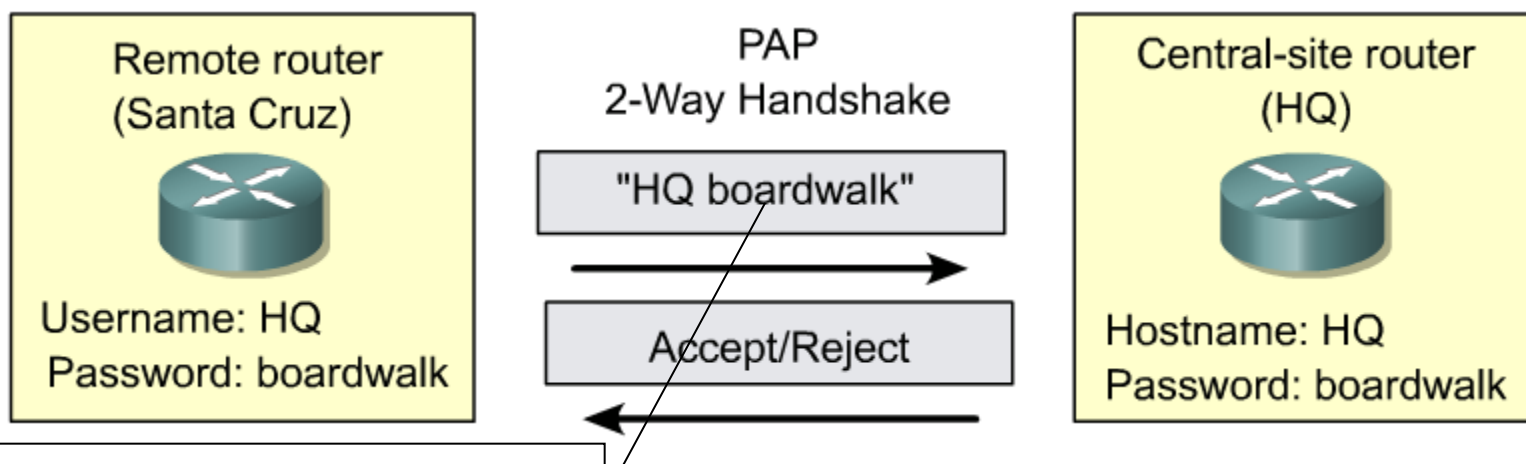 Remote router
(Santa Cruz)
Username: HQ
Password: boardwalk
PAP
2-Way Handshake
"HQ boardwalk"
Accept/Reject
Central-site router
(HQ)
Hostname: HQ
Password: boardwalk